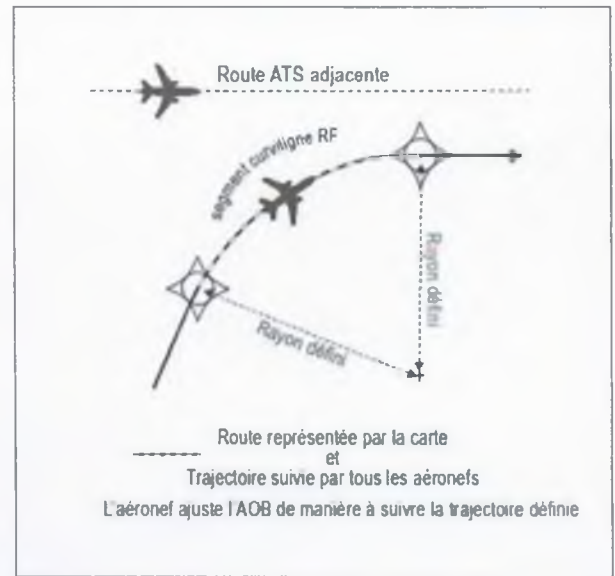 Route ATS adjacente
segment curviligne RF
Rayon défini
Rayon défini
Route représentée par la carte
et
Trajectoire suivie par tous les aéronefs
L'aéronef ajuste l'AOB de manière à suivre la trajectoire définie